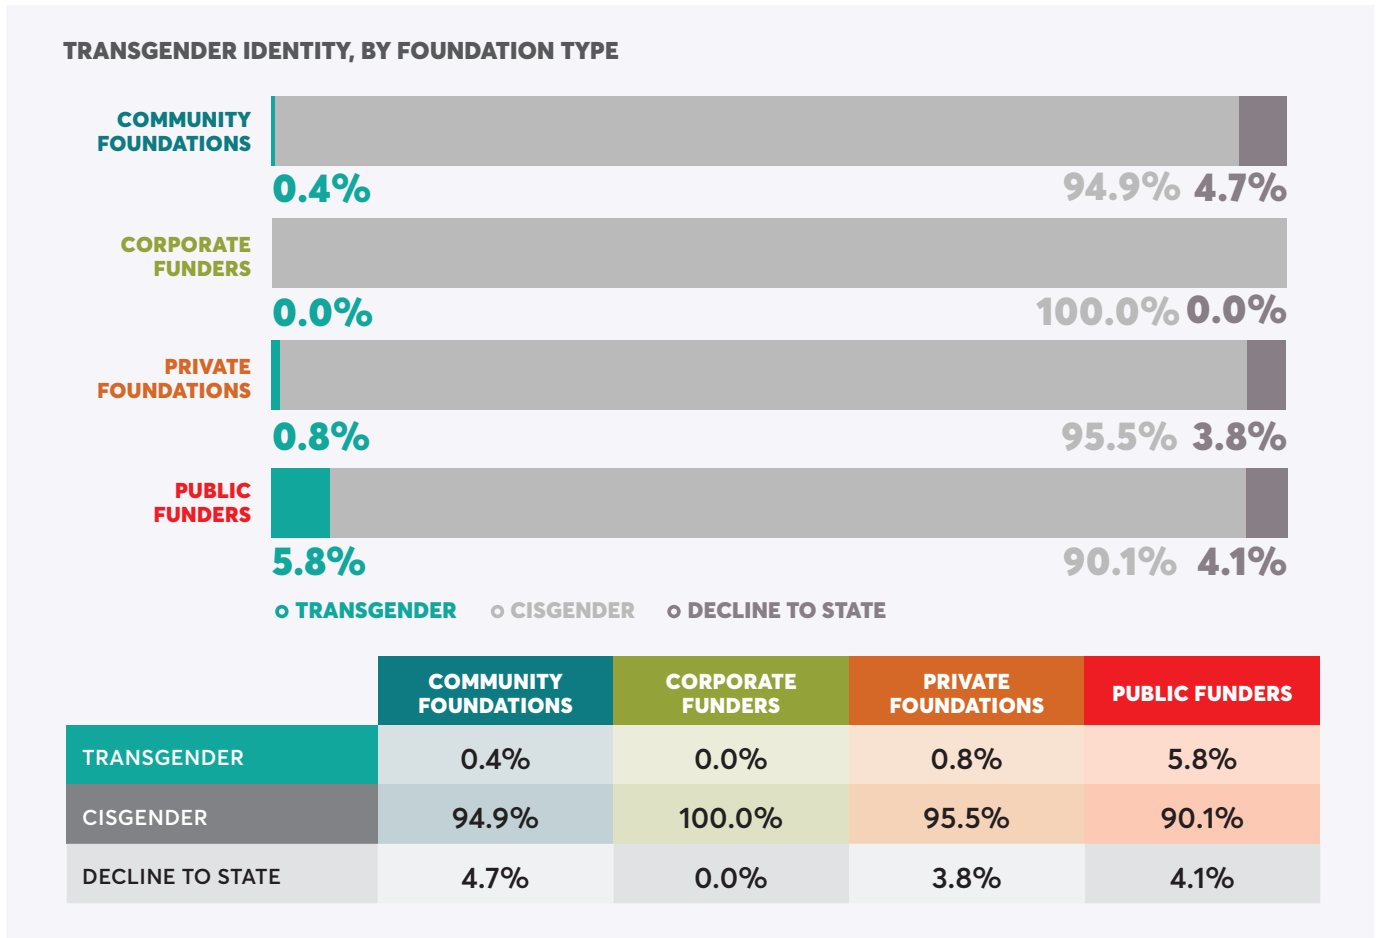 TRANSGENDER IDENTITY, BY FOUNDATION TYPE
COMMUNITY
FOUNDATIONS
0.4% 94.9% 4.7%
CORPORATE
FUNDERS
0.0% 100.0% 0.0%
PRIVATE
FOUNDATIONS
0.8% 95.5% 3.8%
PUBLIC
FUNDERS
5.8% 90.1% 4.1%
TRANSGENDER CISGENDER DECLINE TO STATE
COMMUNITY
FOUNDATIONS
CORPORATE
FUNDERS
PRIVATE
FOUNDATIONS
PUBLIC FUNDERS
TRANSGENDER 0.4% 0.0% 0.8% 5.8%
CISGENDER 94.9% 100.0% 95.5% 90.1%
DECLINE TO STATE 4.7% 0.0% 3.8% 4.1%